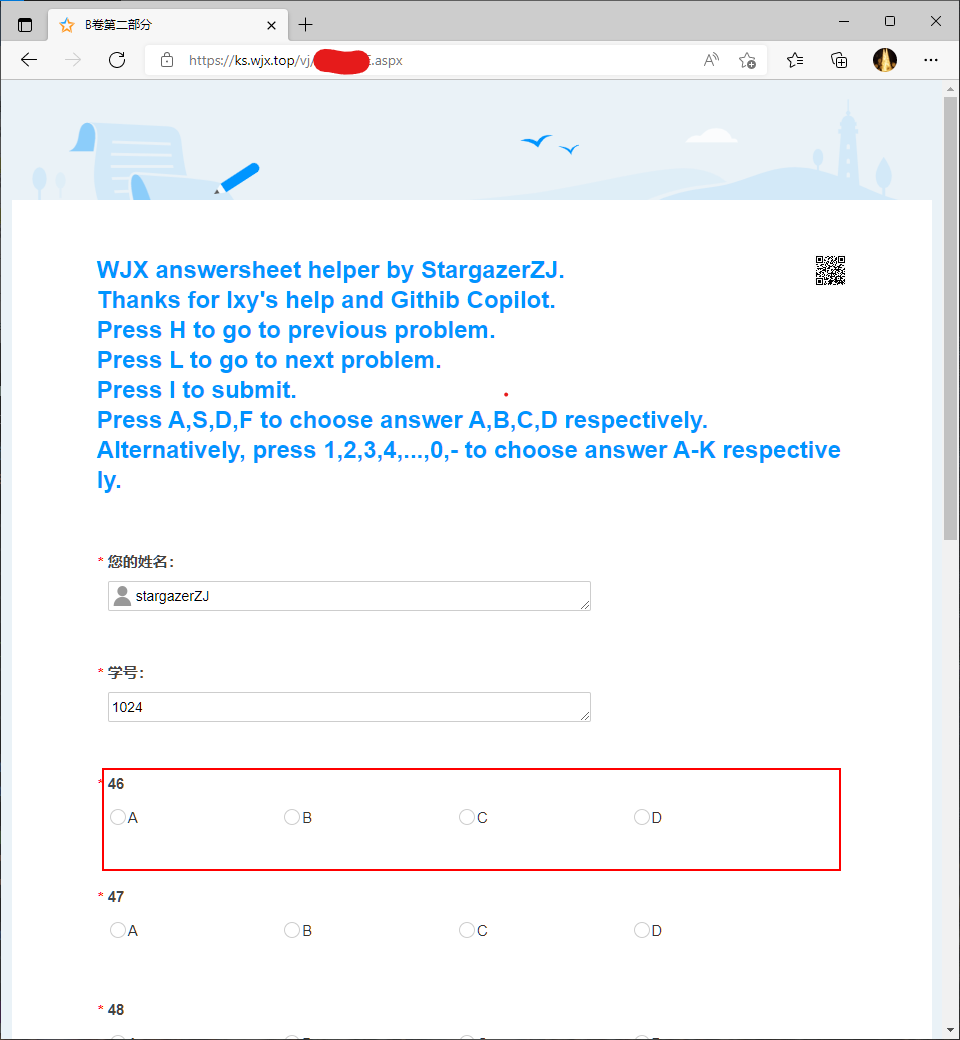 B卷第二部分
https://ks.wjx.top/vj/ .aspx
WJX answersheet helper by StargazerZJ.
Thanks for lxy's help and Githib Copilot.
Press H to go to previous problem.
Press L to go to next problem.
Press I to submit.
Press A,S,D,F to choose answer A,B,C,D respectively.
Alternatively, press 1,2,3,4,...,0,- to choose answer A-K respective
ly.
* 您的姓名：
stargazerZJ
* 学号：
1024
* 46
A B C D
* 47
A B C D
* 48